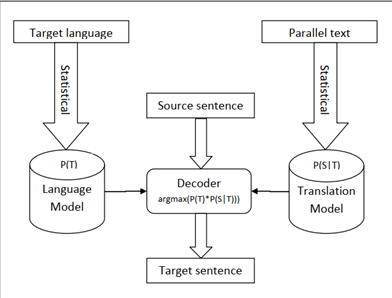 Target language
Parallel text
Statistical
Statistical
Source sentence
P(T)
Language
Model
Decoder
argmax(P(T)*P(S|T)))
P(S|T)
Translation
Model
Target sentence